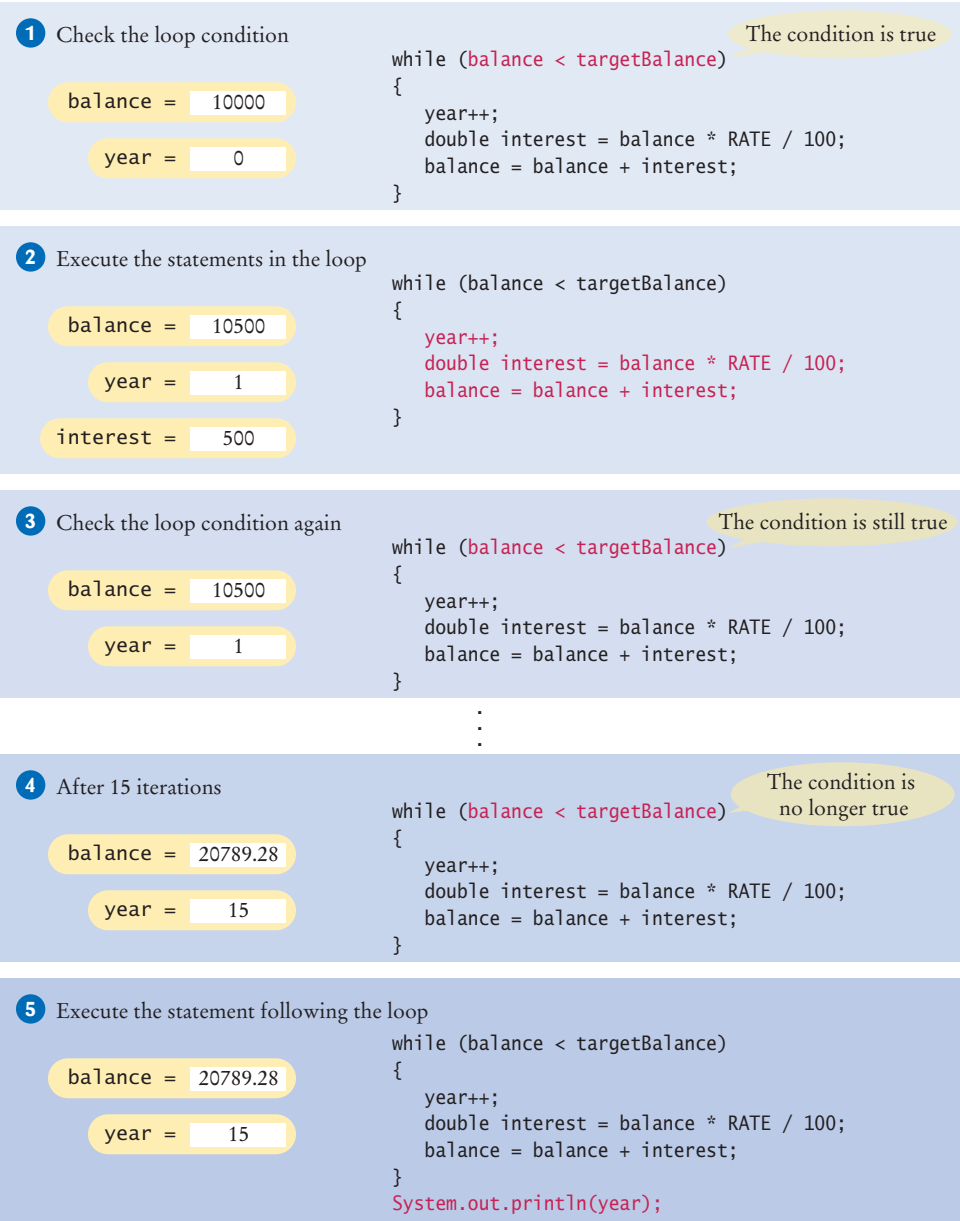 1 Check the loop condition
The condition is true
balance = 10000
year = 0
while (balance < targetBalance)
{
year++;
double interest = balance * RATE / 100;
balance = balance + interest;
}
2 Execute the statements in the loop
balance = 10500
year = 1
interest = 500
while (balance < targetBalance)
{
year++;
double interest = balance * RATE / 100;
balance = balance + interest;
}
3 Check the loop condition again
The condition is still true
balance = 10500
year = 1
while (balance < targetBalance)
{
year++;
double interest = balance * RATE / 100;
balance = balance + interest;
}
.
.
.
4 After 15 iterations
The condition is
no longer true
balance = 20789.28
year = 15
while (balance < targetBalance)
{
year++;
double interest = balance * RATE / 100;
balance = balance + interest;
}
5 Execute the statement following the loop
balance = 20789.28
year = 15
while (balance < targetBalance)
{
year++;
double interest = balance * RATE / 100;
balance = balance + interest;
}
System.out.println(year);